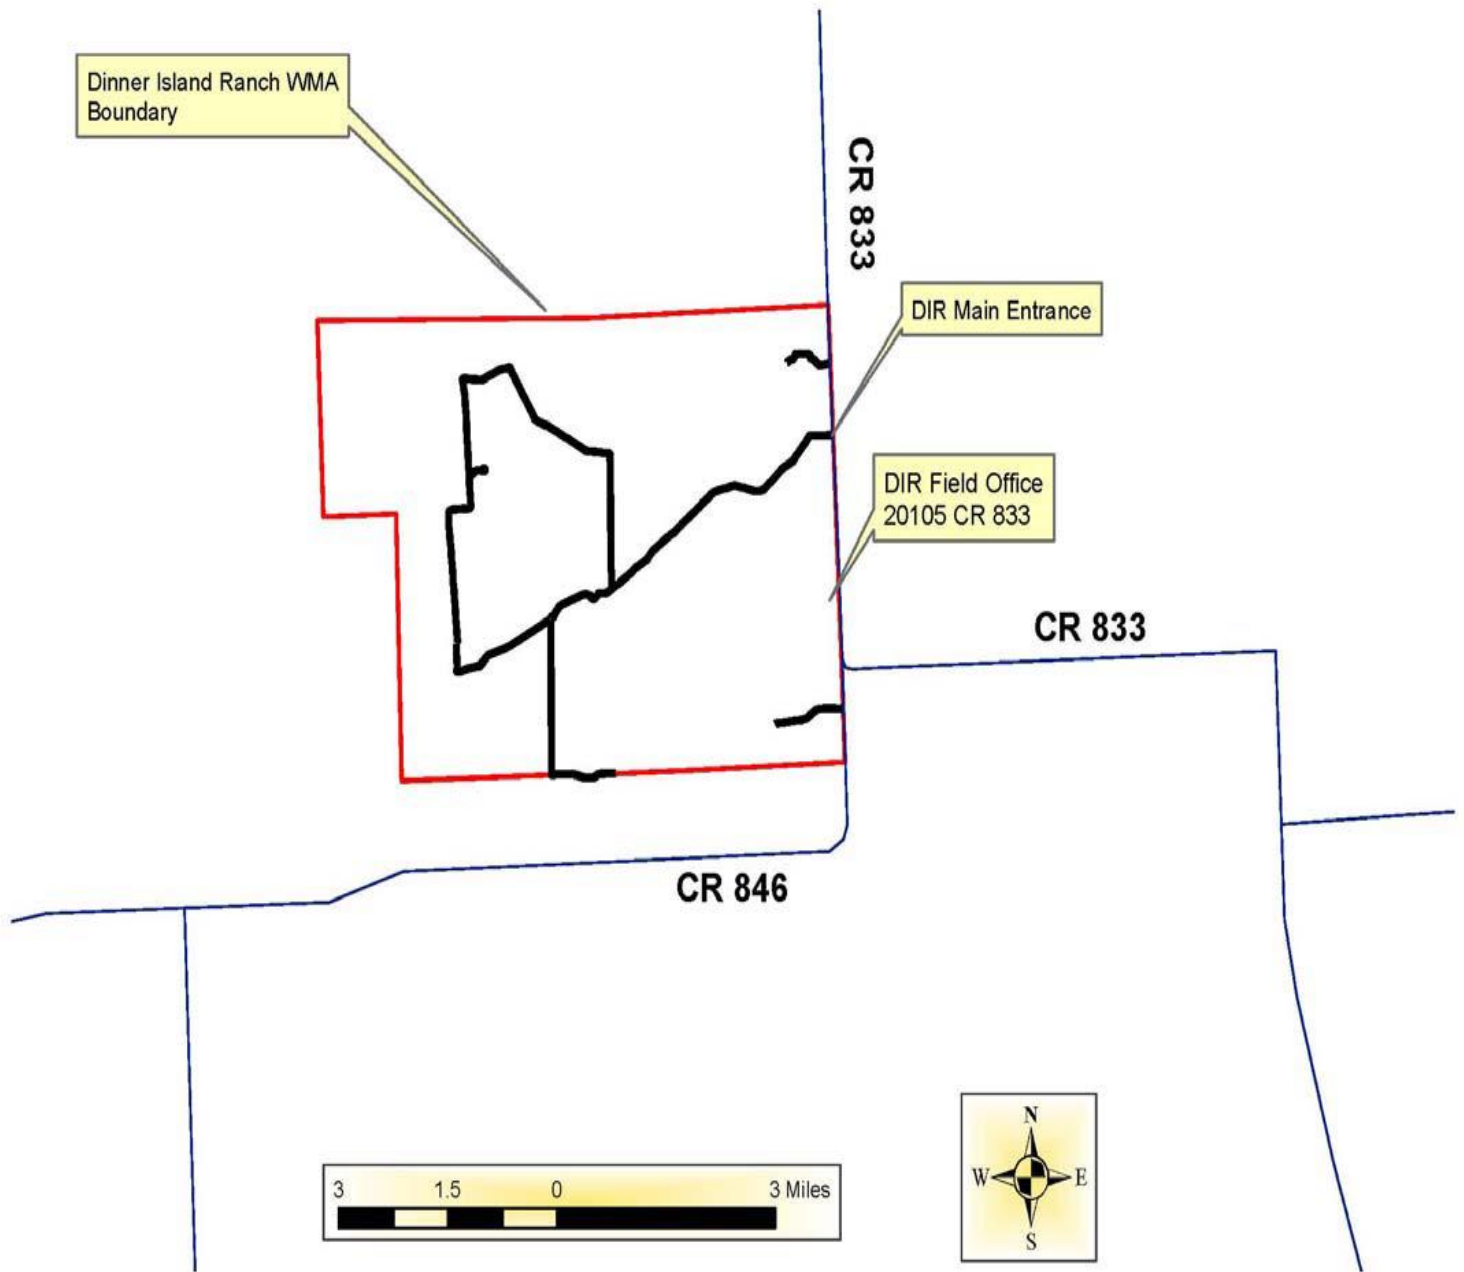 Dinner Island Ranch WMA
Boundary
CR 833
DIR Main Entrance
DIR Field Office
20105 CR 833
CR 833
CR 846
N
W E
S
3 1.5 0 3 Miles